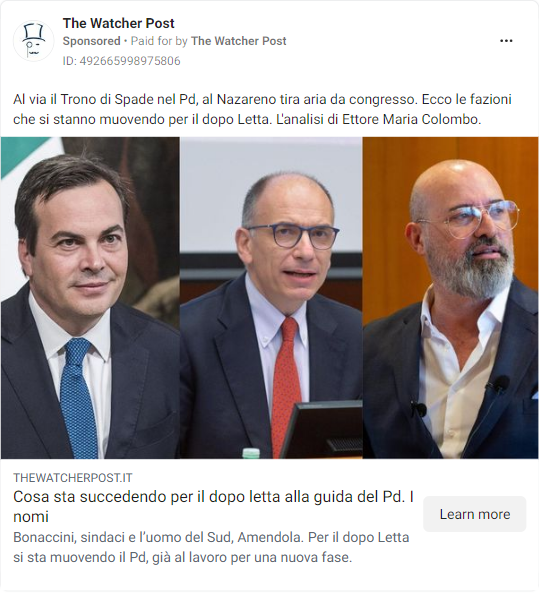 The Watcher Post
Sponsored • Paid for by The Watcher Post
ID: 492665998975806
Al via il Trono di Spade nel Pd, al Nazareno tira aria da congresso. Ecco le fazioni
che si stanno muovendo per il dopo Letta. L'analisi di Ettore Maria Colombo.
THEWATCHERPOST.IT
Cosa sta succedendo per il dopo letta alla guida del Pd. I
nomi
Bonaccini, sindaci e l’uomo del Sud, Amendola. Per il dopo Letta
si sta muovendo il Pd, già al lavoro per una nuova fase.
Learn more